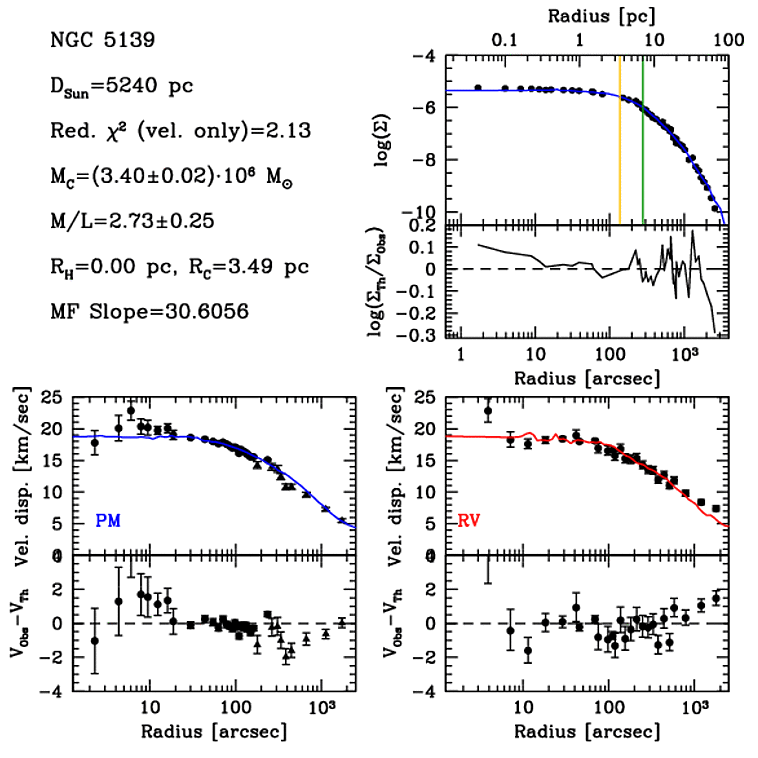 NGC 5139
D_Sun=5240 pc
Red. χ² (vel. only)=2.13
M_C=(3.40±0.02)·10⁶ M_⊙
M/L=2.73±0.25
R_H=0.00 pc, R_C=3.49 pc
MF Slope=30.6056
Radius [pc]
0.1 1 10 100
log(Σ)
-4
-6
-8
-10
log(Σ_Th/Σ_Obs)
0.2
0.1
0
-0.1
-0.2
-0.3
1 10 100 10³
Radius [arcsec]
Vel. disp. [km/sec]
25
20
15
10
5
0
PM
V_Obs-V_Th
4
2
0
-2
-4
10 100 10³
Radius [arcsec]
Vel. disp. [km/sec]
25
20
15
10
5
0
RV
V_Obs-V_Th
4
2
0
-2
-4
10 100 10³
Radius [arcsec]